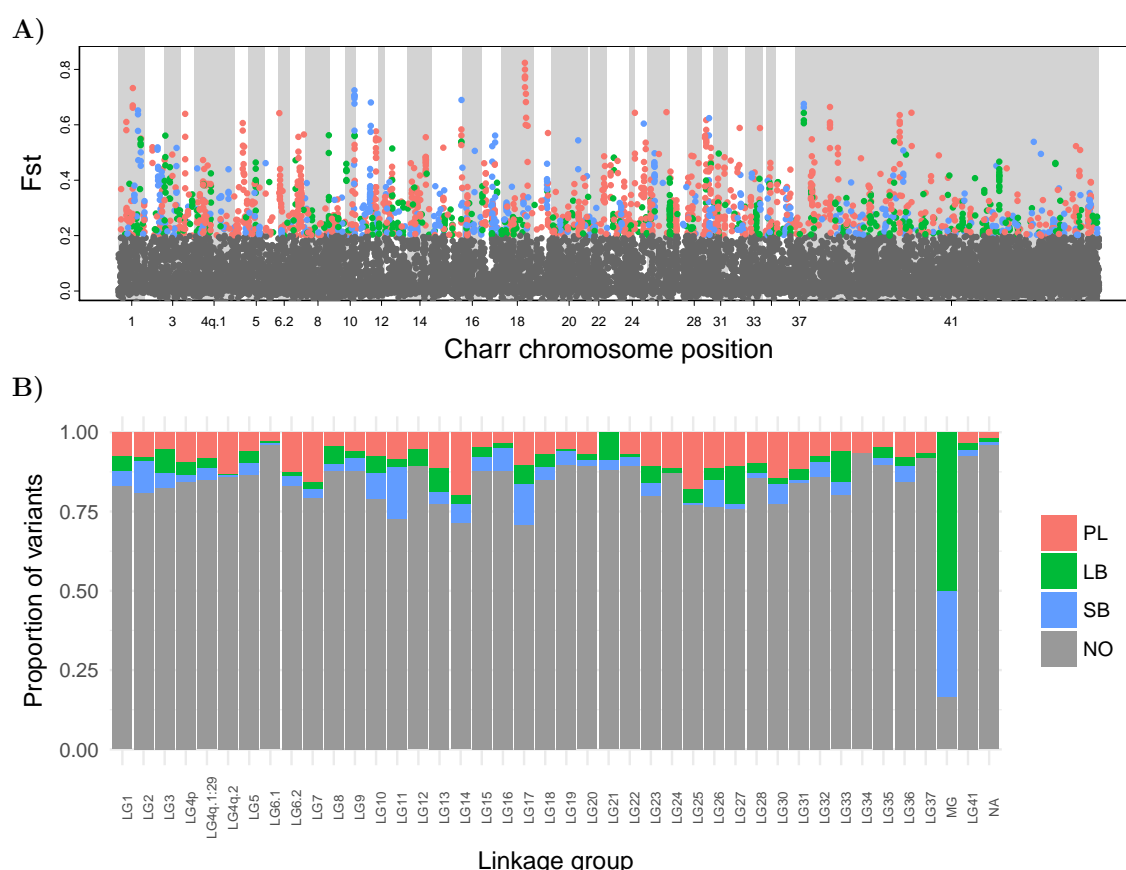 A)
0.8
0.6
0.4
0.2
0.0
Fst
1 3 4q.1 5 6.2 8 10 12 14 16 18 20 22 24 28 31 33 37 41
Charr chromosome position
B)
1.00
0.75
0.50
0.25
0.00
Proportion of variants
PL
LB
SB
NO
LG1 LG2 LG3 LG4p LG4q.1:29 LG4q.2 LG5 LG6.1 LG6.2 LG7 LG8 LG9 LG10 LG11 LG12 LG13 LG14 LG15 LG16 LG17 LG18 LG19 LG20 LG21 LG22 LG23 LG24 LG25 LG26 LG27 LG28 LG30 LG31 LG32 LG33 LG34 LG35 LG36 LG37 MG LG41 NA
Linkage group